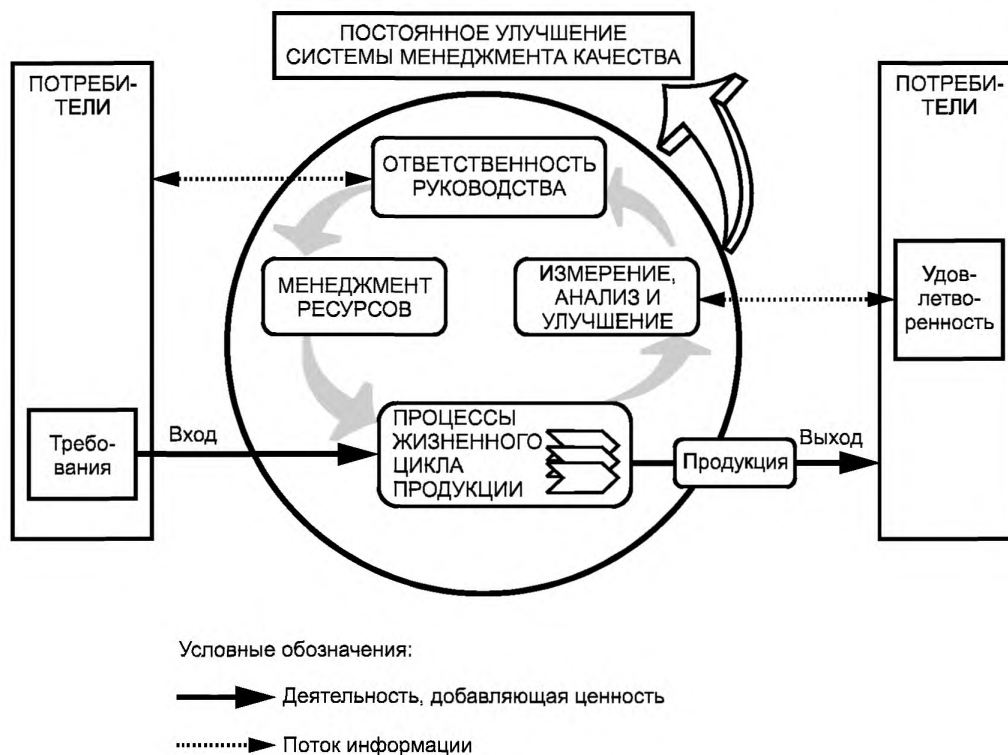 ПОСТОЯННОЕ УЛУЧШЕНИЕ
СИСТЕМЫ МЕНЕДЖМЕНТА КАЧЕСТВА
ПОТРЕБИ-
ТЕЛИ
ПОТРЕБИ-
ТЕЛИ
ОТВЕТСТВЕННОСТЬ
РУКОВОДСТВА
МЕНЕДЖМЕНТ
РЕСУРСОВ
ИЗМЕРЕНИЕ,
АНАЛИЗ И
УЛУЧШЕНИЕ
Удов-
летво-
ренность
Требо-
вания
Вход
ПРОЦЕССЫ
ЖИЗНЕННОГО
ЦИКЛА
ПРОДУКЦИИ
Продукция
Выход
Условные обозначения:
Деятельность, добавляющая ценность
Поток информации